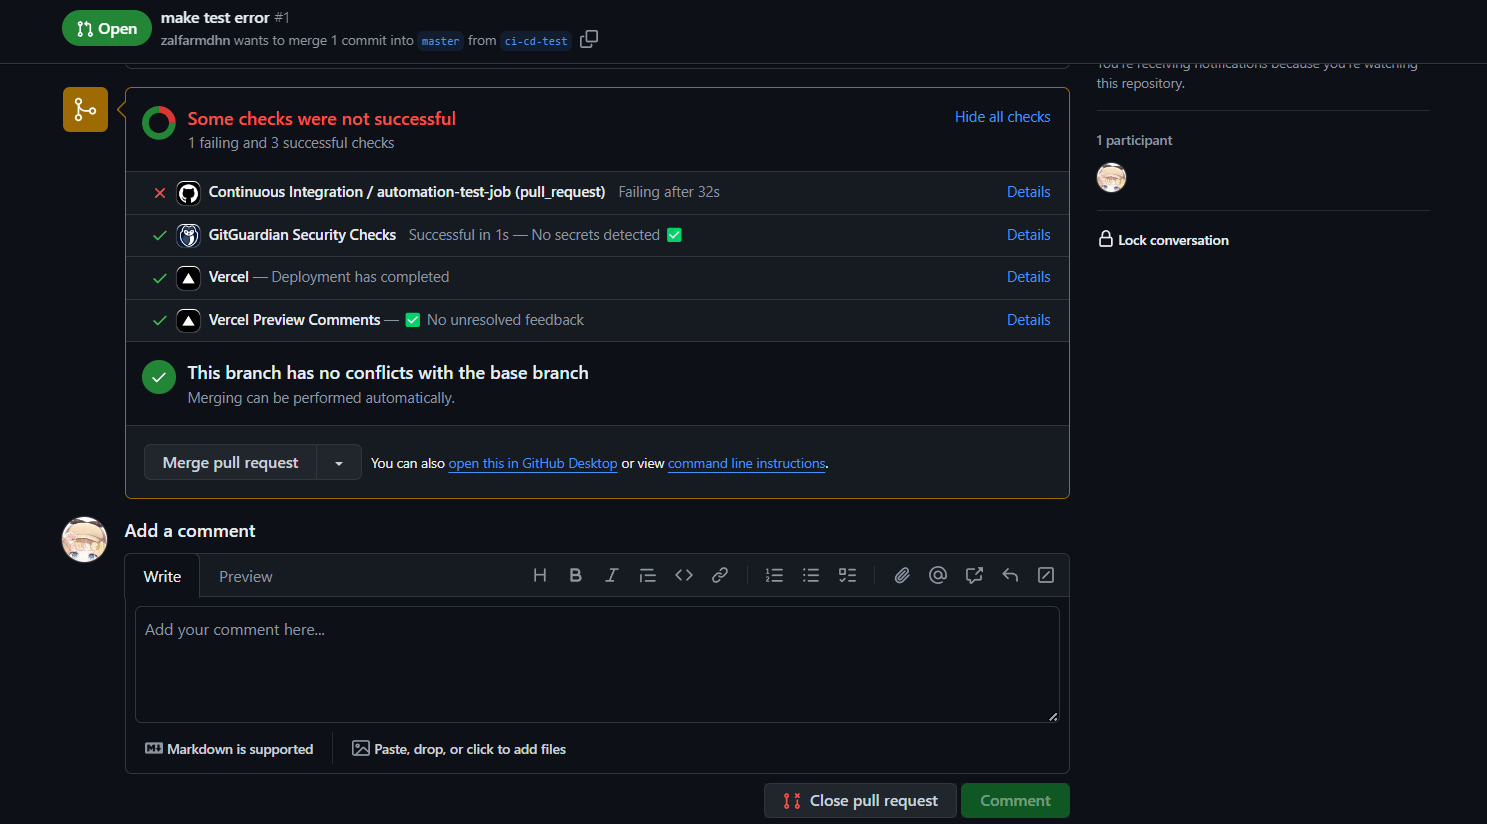 Open
make test error #1
zalfarmdhn wants to merge 1 commit into master from ci-cd-test
You're receiving notifications because you're watching
this repository.
Some checks were not successful
Hide all checks
1 failing and 3 successful checks
1 participant
Continuous Integration / automation-test-job (pull_request) Failing after 32s
Details
GitGuardian Security Checks Successful in 1s — No secrets detected ✅
Details
Lock conversation
Vercel — Deployment has completed
Details
Vercel Preview Comments — ✅ No unresolved feedback
Details
This branch has no conflicts with the base branch
Merging can be performed automatically.
Merge pull request
You can also open this in GitHub Desktop or view command line instructions.
Add a comment
Write
Preview
Add your comment here...
Markdown is supported
Paste, drop, or click to add files
Close pull request
Comment